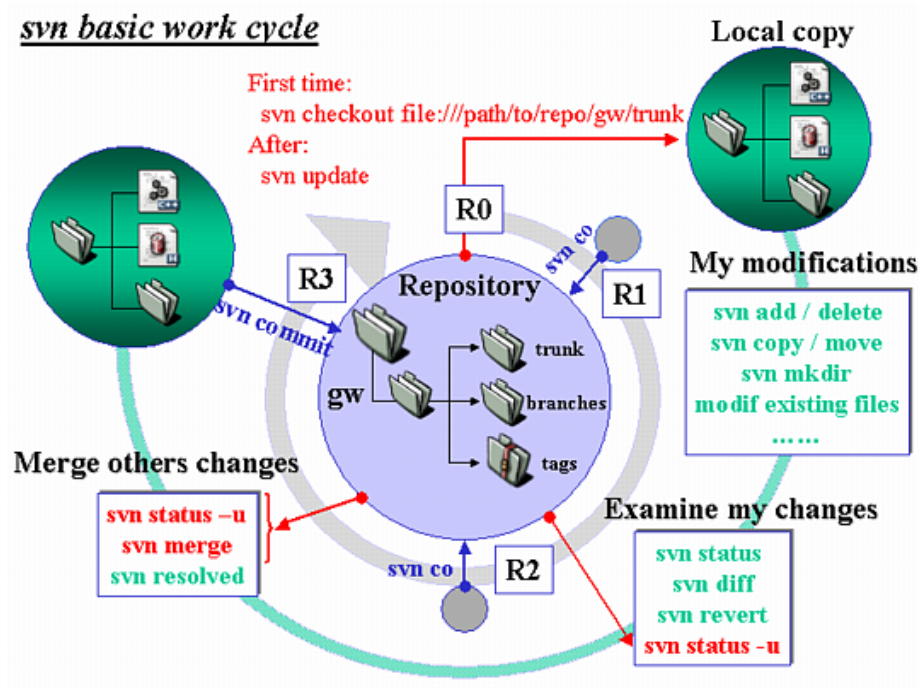 svn basic work cycle
Local copy
First time:
svn checkout file:///path/to/repo/gw/trunk
After:
svn update
C++
H
C++
H
R0
svn co
R1
My modifications
svn add / delete
svn copy / move
svn mkdir
modif existing files
......
R3
Repository
svn commit
gw
trunk
branches
tags
Merge others changes
svn status –u
svn merge
svn resolved
svn co
R2
Examine my changes
svn status
svn diff
svn revert
svn status -u